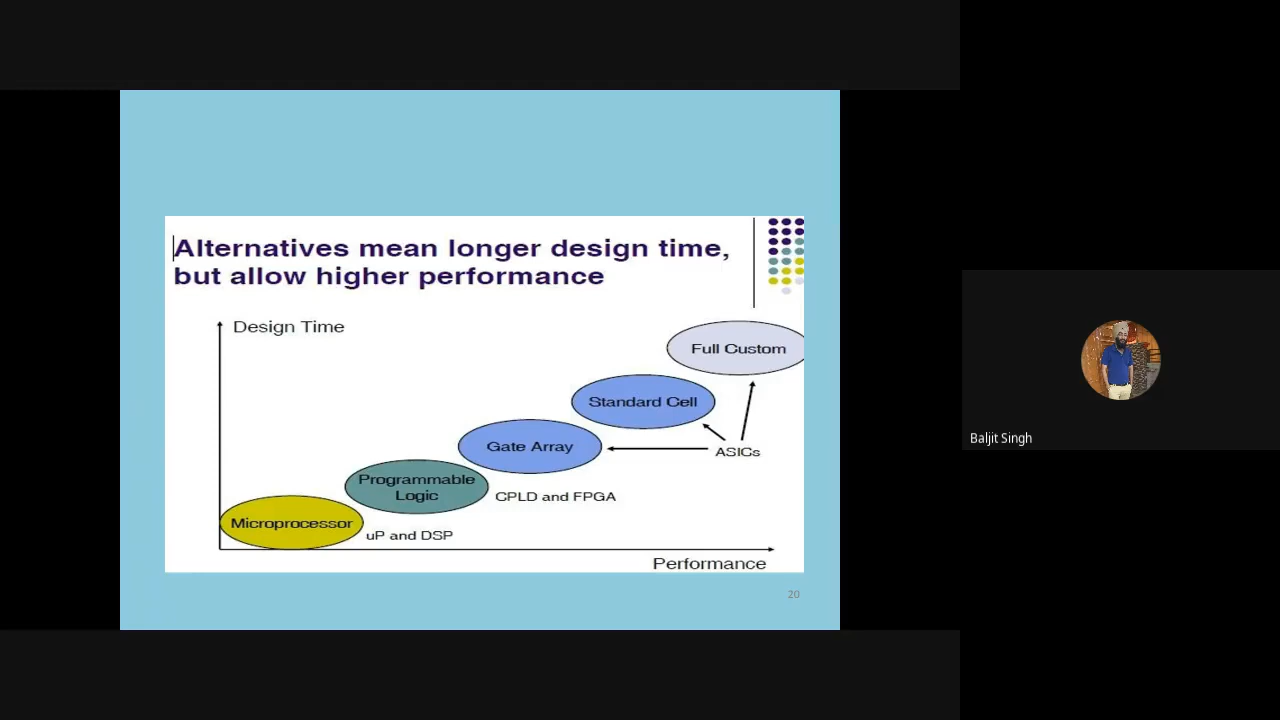 Alternatives mean longer design time,
but allow higher performance
Design Time
Full Custom
Standard Cell
Gate Array
ASICs
Programmable
Logic
CPLD and FPGA
Microprocessor
uP and DSP
Performance
20
Baljit Singh